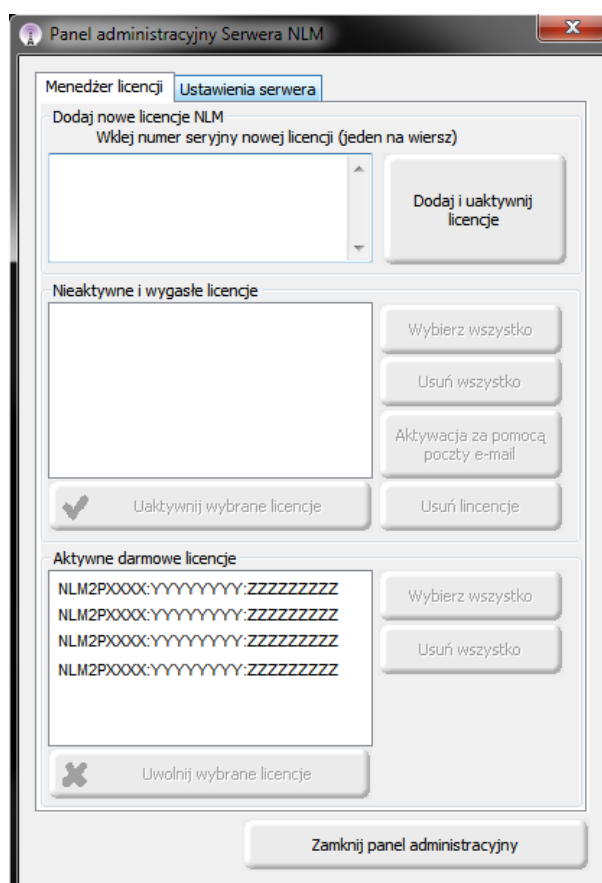 Panel administracyjny Serwera NLM
Menedżer licencji
Ustawienia serwera
Dodaj nowe licencje NLM
Wklej numer seryjny nowej licencji (jeden na wiersz)
Dodaj i uaktywnij
licencje
Nieaktywne i wygasłe licencje
Wybierz wszystko
Usuń wszystko
Aktywacja za pomocą
poczty e-mail
Uaktywnij wybrane licencje
Usuń lincencje
Aktywne darmowe licencje
NLM2PXXXX:YYYYYYYY:ZZZZZZZZZ
NLM2PXXXX:YYYYYYYY:ZZZZZZZZZ
NLM2PXXXX:YYYYYYYY:ZZZZZZZZZ
NLM2PXXXX:YYYYYYYY:ZZZZZZZZZ
Wybierz wszystko
Usuń wszystko
Uwolnij wybrane licencje
Zamknij panel administracyjny